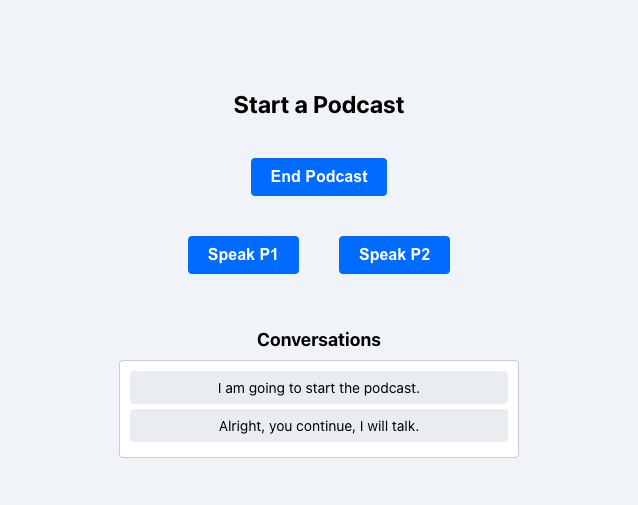 Start a Podcast
End Podcast
Speak P1 Speak P2
Conversations
I am going to start the podcast.
Alright, you continue, I will talk.